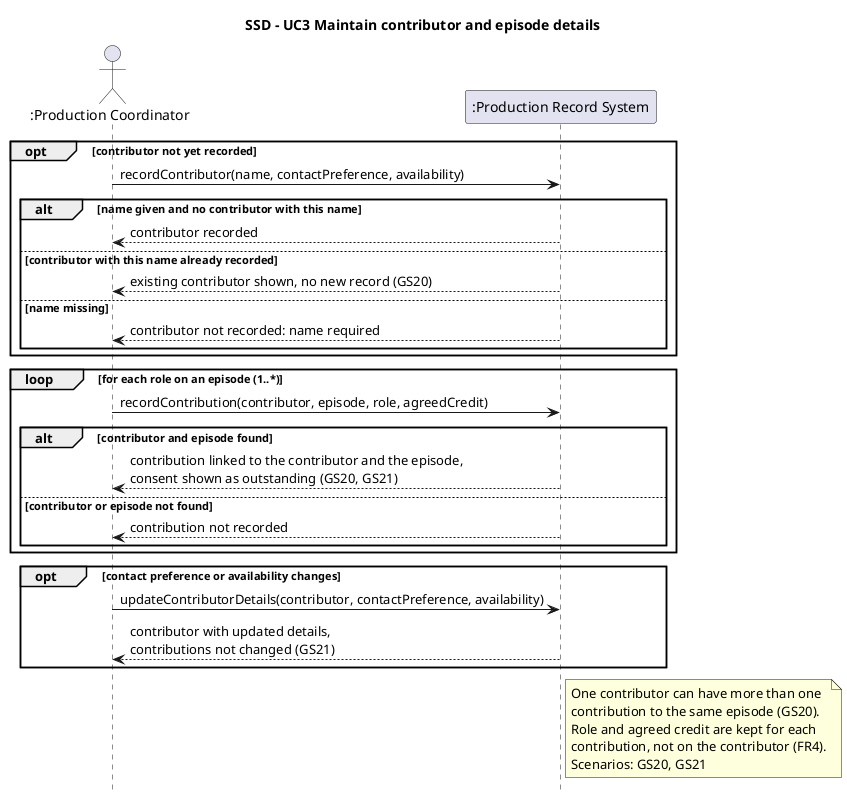 SSD - UC3 Maintain contributor and episode details
:Production Coordinator
:Production Record System
opt [contributor not yet recorded]
recordContributor(name, contactPreference, availability)
alt [name given and no contributor with this name]
contributor recorded
[contributor with this name already recorded]
existing contributor shown, no new record (GS20)
[name missing]
contributor not recorded: name required
loop [for each role on an episode (1..*)]
recordContribution(contributor, episode, role, agreedCredit)
alt [contributor and episode found]
contribution linked to the contributor and the episode,
consent shown as outstanding (GS20, GS21)
[contributor or episode not found]
contribution not recorded
opt [contact preference or availability changes]
updateContributorDetails(contributor, contactPreference, availability)
contributor with updated details,
contributions not changed (GS21)
One contributor can have more than one
contribution to the same episode (GS20).
Role and agreed credit are kept for each
contribution, not on the contributor (FR4).
Scenarios: GS20, GS21